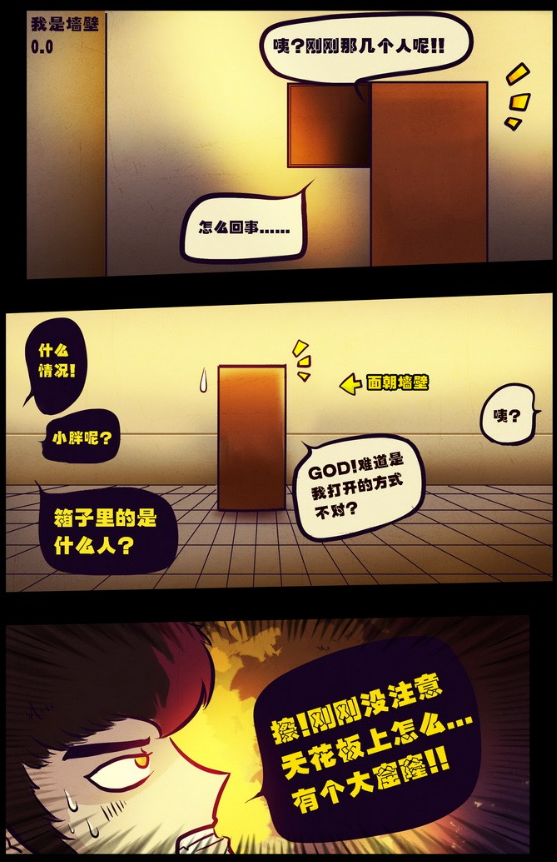 我是墙壁
0.0
咦?刚刚那几个人呢!!
怎么回事......
什么
情况!
小胖呢?
箱子里的是
什么人?
面朝墙壁
咦?
GOD!难道是
我打开的方式
不对?
擦!刚刚没注意
天花板上怎么...
有个大窟窿!!